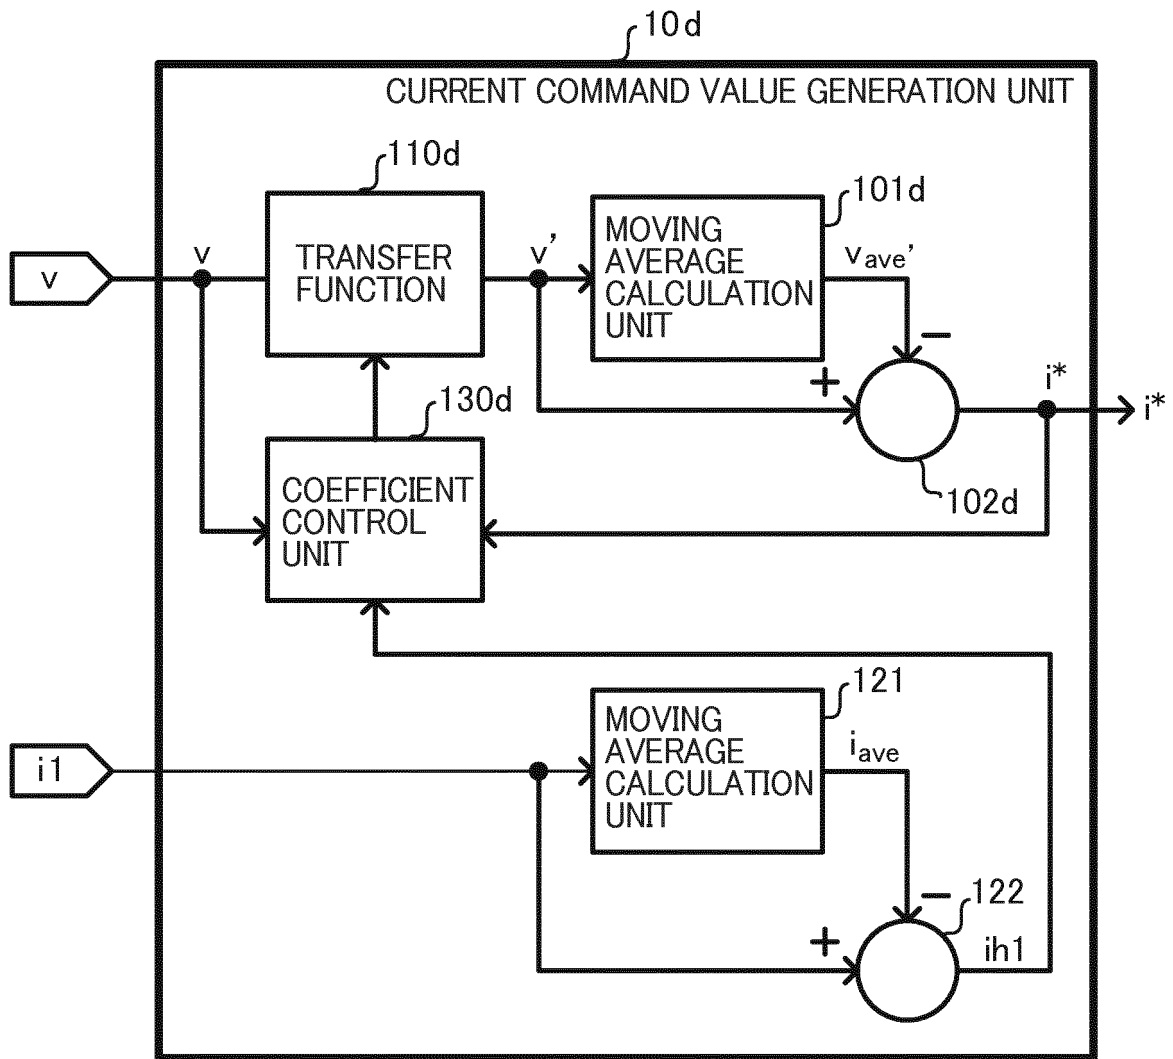 10d
CURRENT COMMAND VALUE GENERATION UNIT
110d
101d
v
v
TRANSFER
FUNCTION
v'
MOVING
AVERAGE
CALCULATION
UNIT
vave'
−
+
i*
i*
130d
102d
COEFFICIENT
CONTROL
UNIT
121
i1
MOVING
AVERAGE
CALCULATION
UNIT
iave
−
122
+
ih1